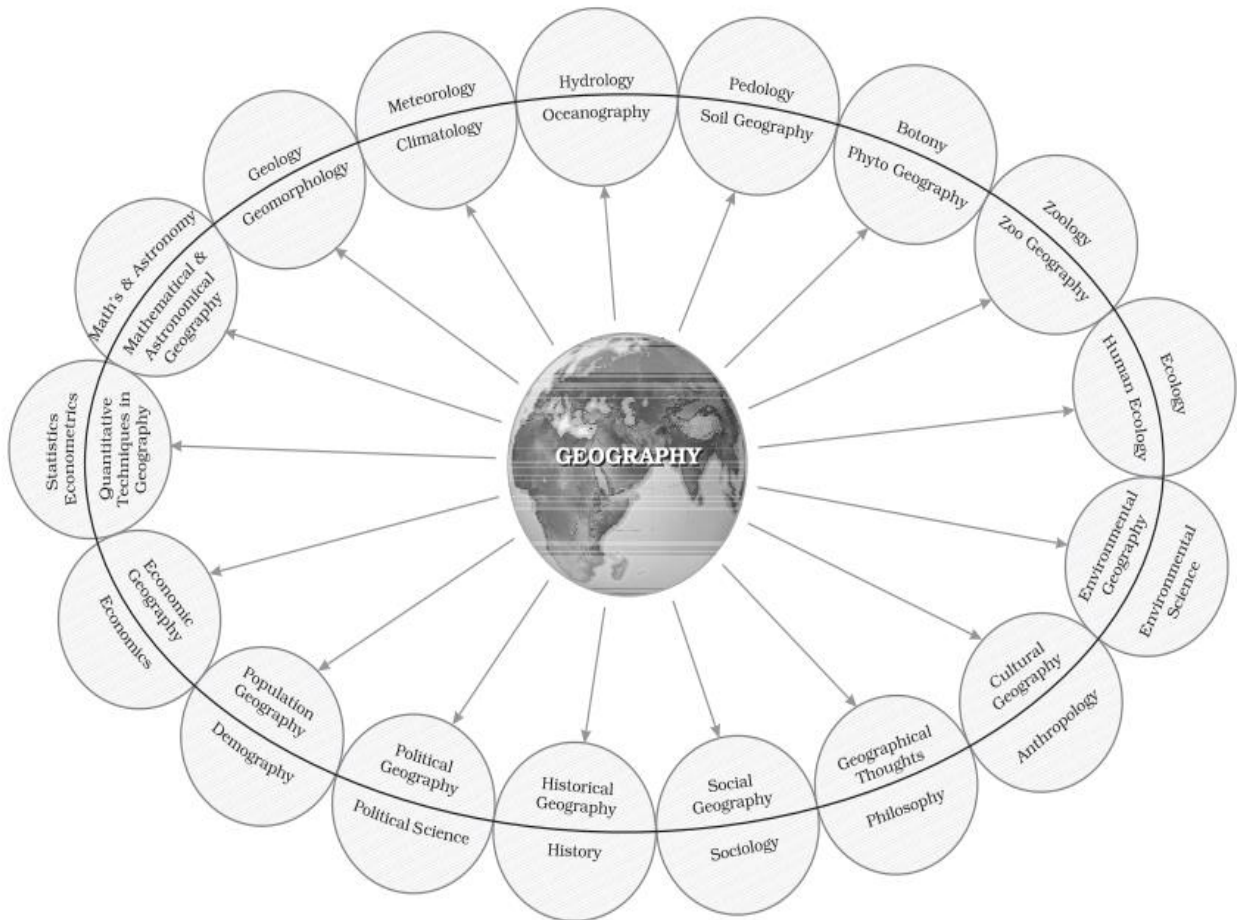 Hydrology
Oceanography
Pedology
Soil Geography
Botony
Phyto Geography
Zoology
Zoo Geography
Ecology
Human Ecology
Environmental
Geography
Environmental
Science
Cultural
Geography
Anthropology
Geographical
Thoughts
Philosophy
Social
Geography
Sociology
Historical
Geography
History
Political
Geography
Political Science
Population
Geography
Demography
Economic
Geography
Economics
Statistics
Econometrics
Quantitative
Techniques in
Geography
Math's & Astronomy
Mathematical &
Astronomical
Geography
Geology
Geomorphology
Meteorology
Climatology
GEOGRAPHY